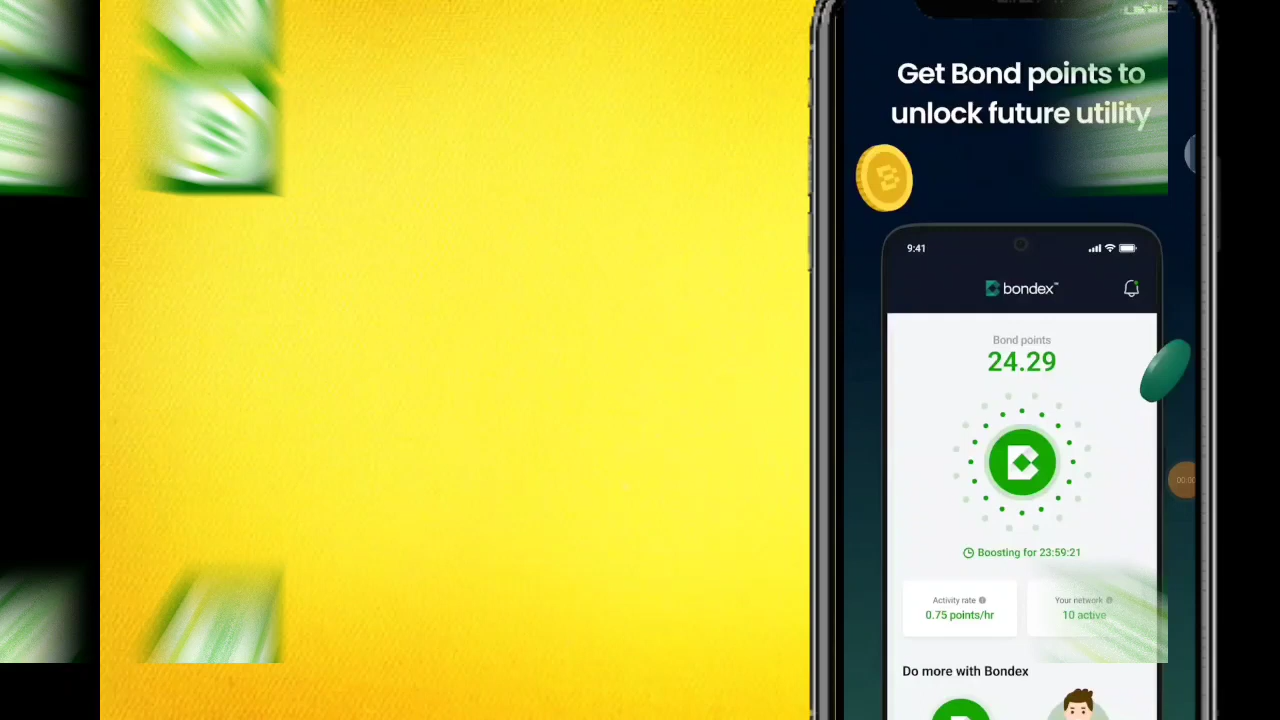 Get Bond points to
unlock future utility
9:41
bondex™
Bond points
24.29
Boosting for 23:59:21
Activity rate
0.75 points/hr
Your network
10 active
Do more with Bondex